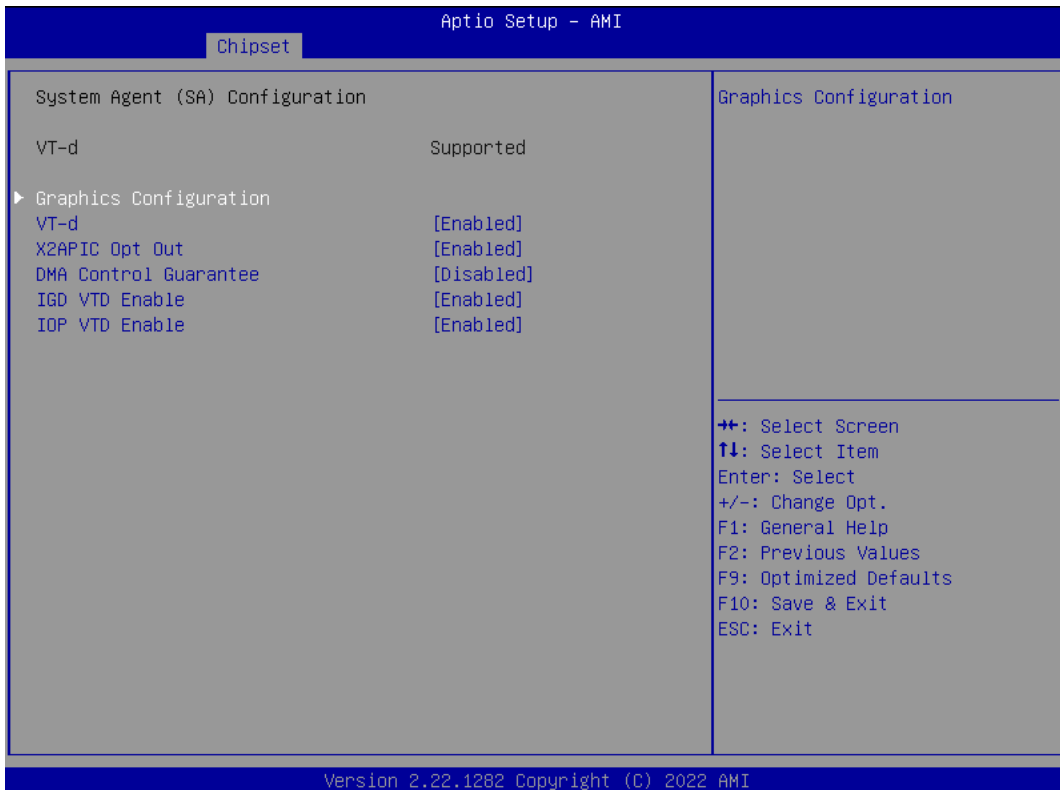 Aptio Setup – AMI
Chipset
System Agent (SA) Configuration
VT-d Supported
Graphics Configuration
VT-d [Enabled]
X2APIC Opt Out [Enabled]
DMA Control Guarantee [Disabled]
IGD VTD Enable [Enabled]
IOP VTD Enable [Enabled]
Graphics Configuration
→←: Select Screen
↑↓: Select Item
Enter: Select
+/-: Change Opt.
F1: General Help
F2: Previous Values
F9: Optimized Defaults
F10: Save & Exit
ESC: Exit
Version 2.22.1282 Copyright (C) 2022 AMI